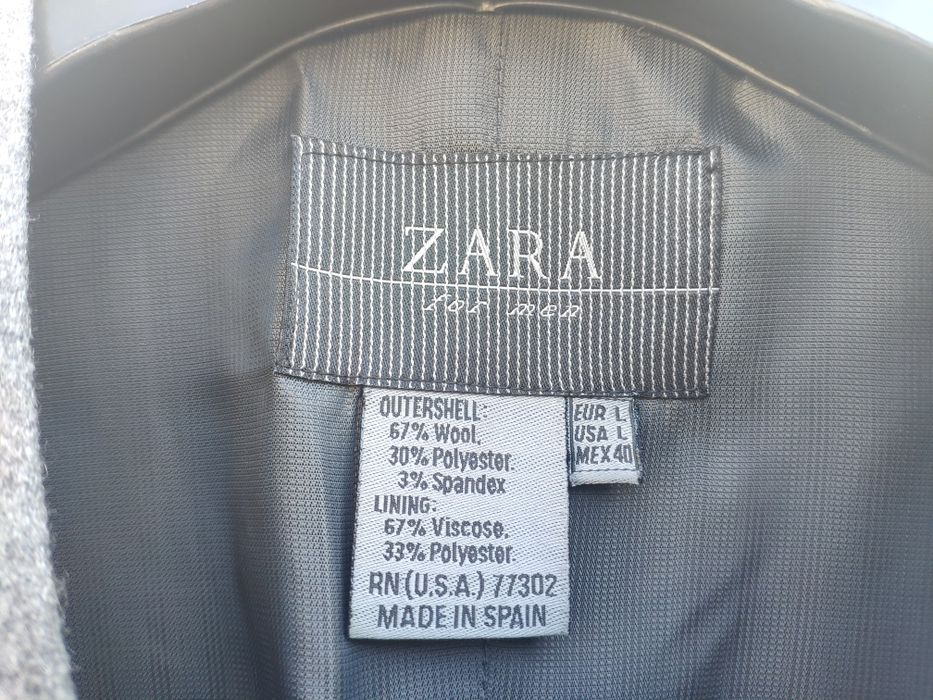 ZARA
for men
OUTERSHELL:
67% Wool,
30% Polyester.
3% Spandex
LINING:
67% Viscose,
33% Polyester.
RN (U.S.A.) 77302
MADE IN SPAIN
EUR L
USA L
MEX 40